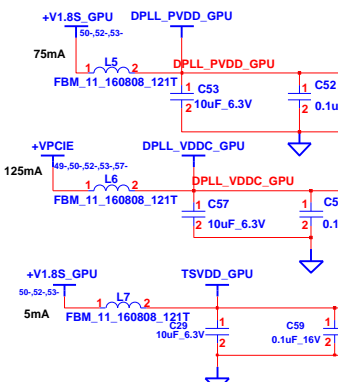 +V1.8S_GPU DPLL_PVDD_GPU
50-,52-,53-
75mA
L5
1 2 DPLL_PVDD_GPU
FBM_11_160808_121T
C53 1 2 10uF_6.3V
C52 1 2 0.1u
+VPCIE DPLL_VDDC_GPU
49-,50-,52-,53-,57-
125mA
L6
1 2 DPLL_VDDC_GPU
FBM_11_160808_121T
C57 1 2 10uF_6.3V
C5 1 2 0.1
+V1.8S_GPU TSVDD_GPU
50-,52-,53-
5mA
L7
1 2
FBM_11_160808_121T
C29 1 2 10uF_6.3V
C59 1 2 0.1uF_16V